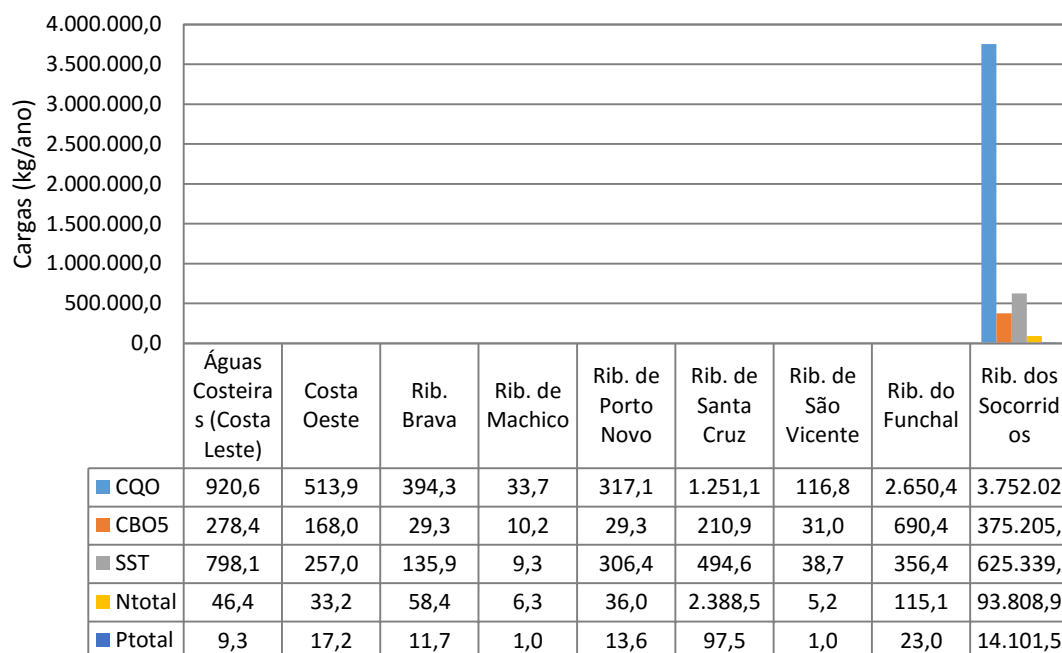 Cargas (kg/ano)
4.000.000,0
3.500.000,0
3.000.000,0
2.500.000,0
2.000.000,0
1.500.000,0
1.000.000,0
500.000,0
0,0
Águas
Costeira
s (Costa
Leste)
Costa
Oeste
Rib.
Brava
Rib. de
Machico
Rib. de
Porto
Novo
Rib. de
Santa
Cruz
Rib. de
São
Vicente
Rib. do
Funchal
Rib. dos
Socorrid
os
CQO 920,6 513,9 394,3 33,7 317,1 1.251,1 116,8 2.650,4 3.752.02
CBO5 278,4 168,0 29,3 10,2 29,3 210,9 31,0 690,4 375.205,
SST 798,1 257,0 135,9 9,3 306,4 494,6 38,7 356,4 625.339,
Ntotal 46,4 33,2 58,4 6,3 36,0 2.388,5 5,2 115,1 93.808,9
Ptotal 9,3 17,2 11,7 1,0 13,6 97,5 1,0 23,0 14.101,5